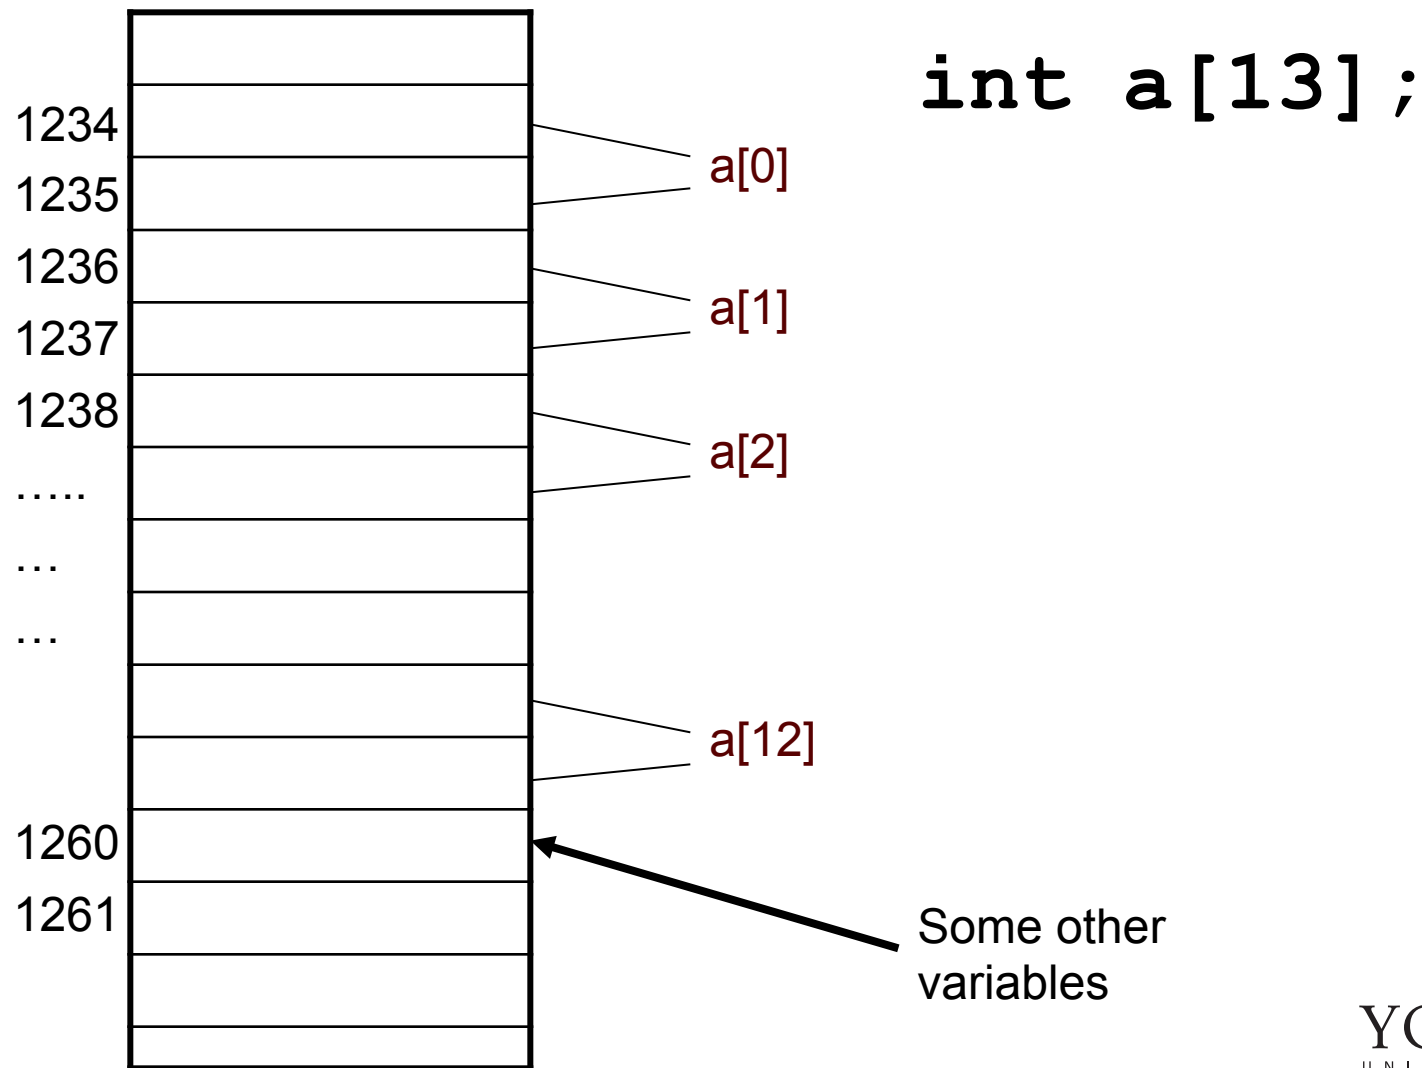 int a[13];
1234
a[0]
1235
1236
a[1]
1237
1238
a[2]
…..
…
…
a[12]
1260
1261
Some other
variables